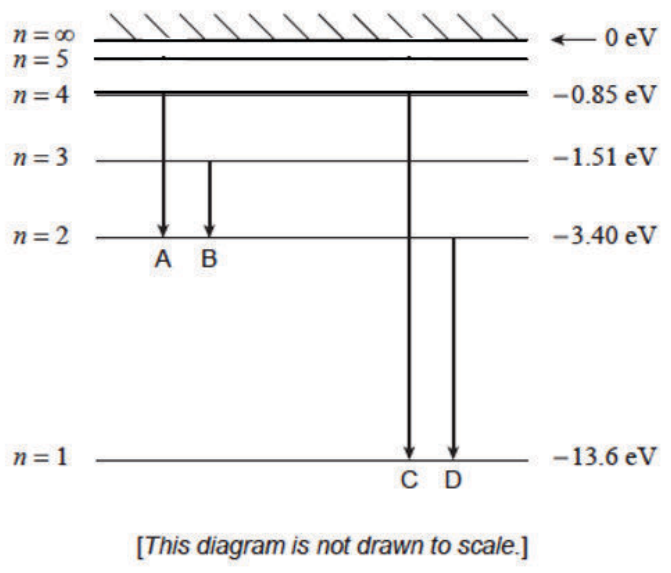 n = ∞ 0 eV
n = 5
n = 4 −0.85 eV
n = 3 −1.51 eV
n = 2 −3.40 eV
A B
n = 1 −13.6 eV
C D
[This diagram is not drawn to scale.]